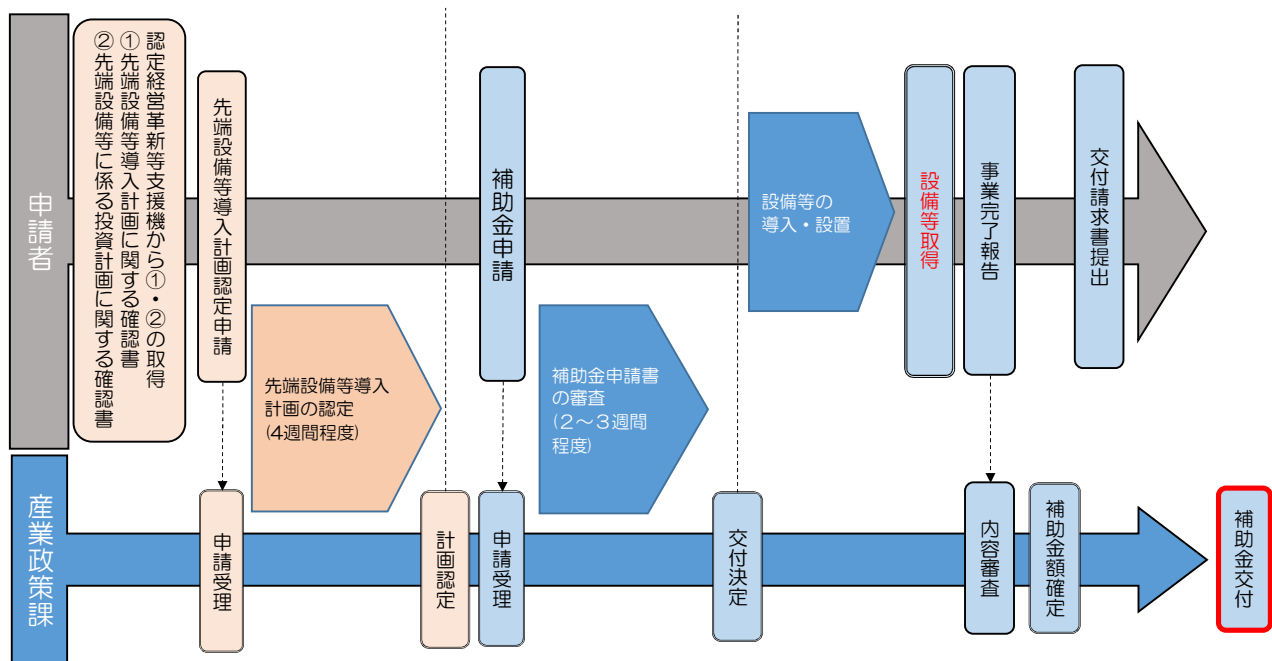 申請者
認定経営革新等支援機から①・②の取得
①先端設備等導入計画に関する確認書
②先端設備等に係る投資計画に関する確認書
先端設備等導入計画認定申請
先端設備等導入
計画の認定
(4週間程度)
補助金申請
補助金申請書
の審査
(２～３週間
程度)
設備等の
導入・設置
設備等取得
事業完了報告
交付請求書提出
産業政策課
申請受理
計画認定
申請受理
交付決定
内容審査
補助金額確定
補助金交付